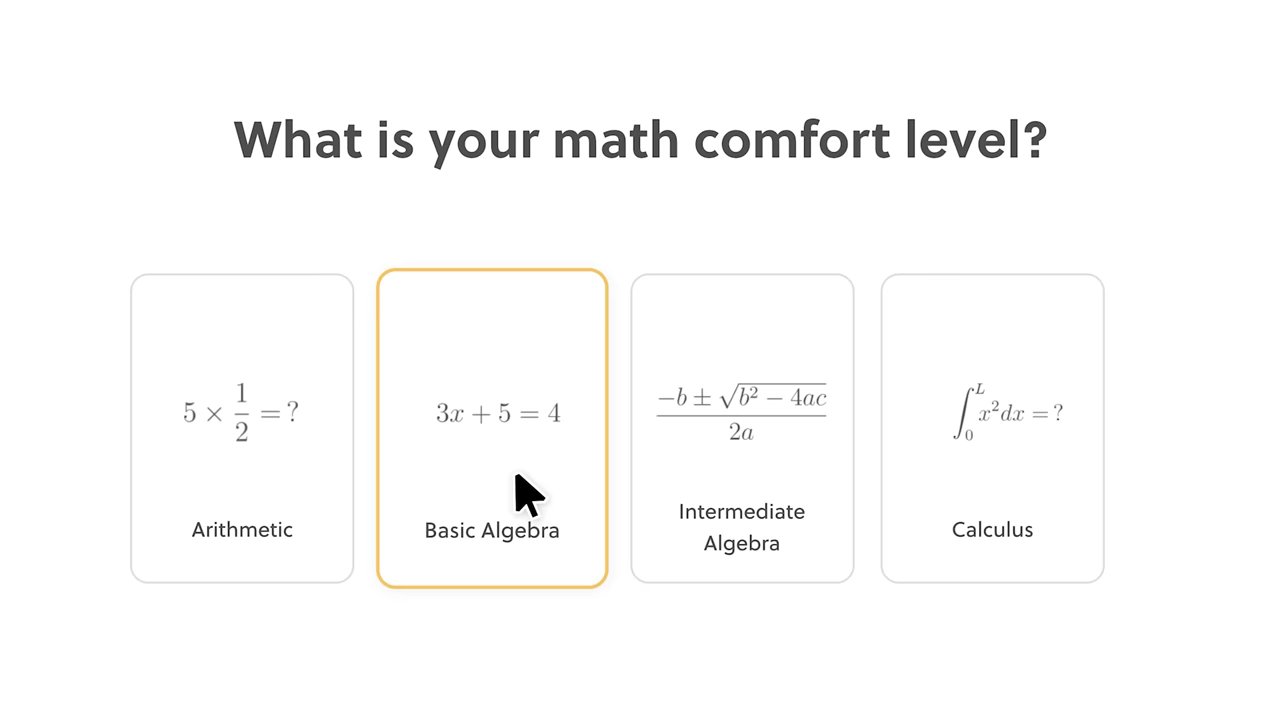 What is your math comfort level?
5 × 1/2 = ?
Arithmetic
3x + 5 = 4
Basic Algebra
−b ± √(b² − 4ac)
2a
Intermediate
Algebra
∫₀ᴸ x²dx = ?
Calculus